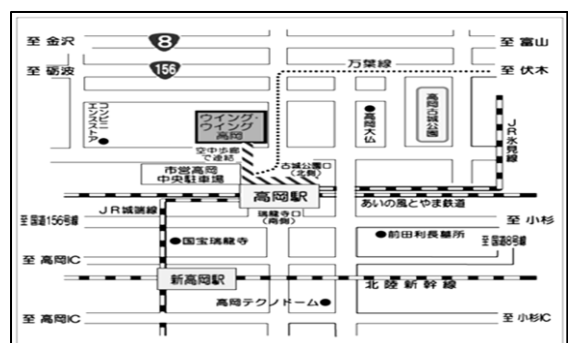 至 金沢
8
至 富山
至 砺波
156
万葉線
至 伏木
コンビニ
エンスストア
ウイング・
ウイング
高岡
高岡大仏
高岡古城公園
JR氷見線
空中歩廊
で連結
古城公園口
(北側)
市営高岡
中央駐車場
高岡駅
あいの風とやま鉄道
JR城端線
瑞龍寺口
(南側)
至 国道156号線
至 小杉
国宝瑞龍寺
前田利長墓所
至 国道8号線
至 高岡IC
新高岡駅
北陸新幹線
高岡テクノドーム
至 高岡IC
至 小杉IC